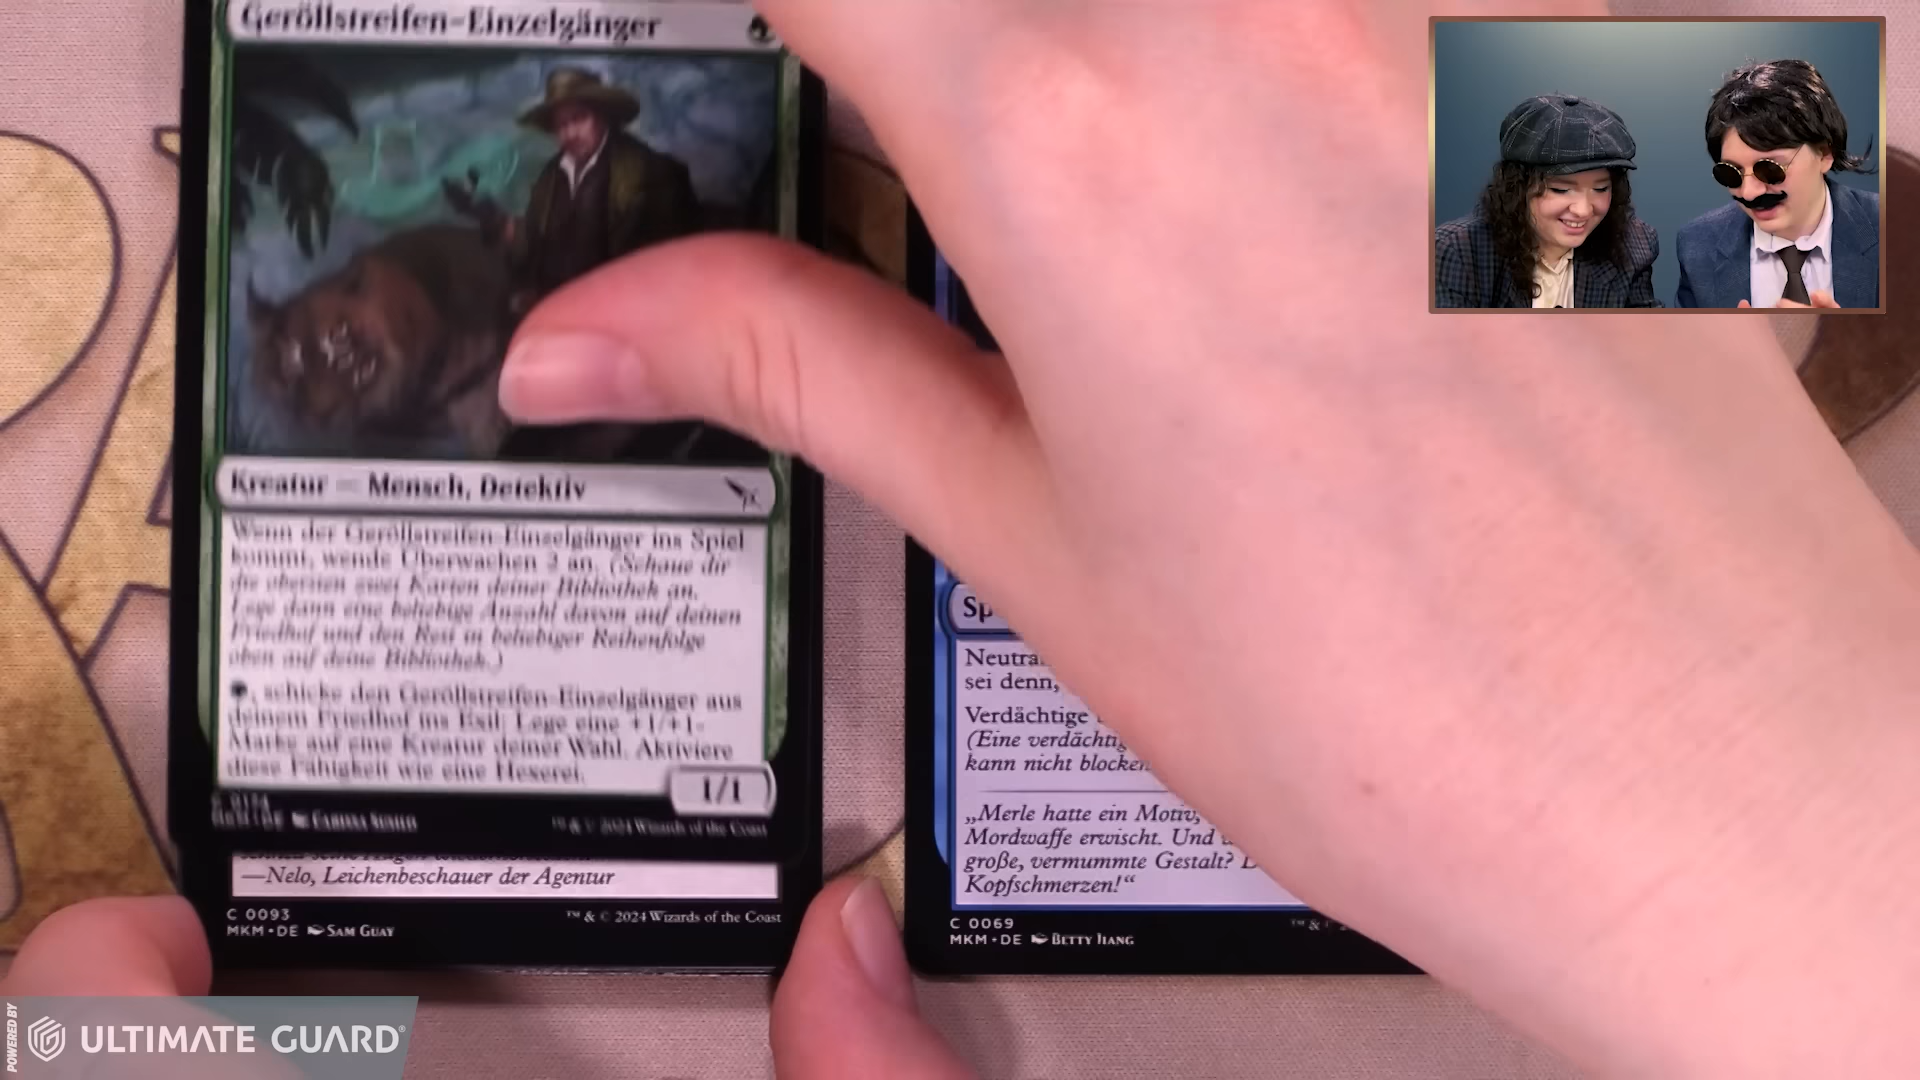 Geröllstreifen-Einzelgänger
Kreatur — Mensch, Detektiv
Wenn der Geröllstreifen-Einzelgänger ins Spiel
kommt, wende Überwachen 2 an. (Schaue dir
die obersten zwei Karten deiner Bibliothek an.
Lege dann eine beliebige Anzahl davon auf deinen
Friedhof und den Rest in beliebiger Reihenfolge
oben auf deine Bibliothek.)
, schicke den Geröllstreifen-Einzelgänger aus
deinem Friedhof ins Exil: Lege eine +1/+1-
Marke auf eine Kreatur deiner Wahl. Aktiviere
diese Fähigkeit wie eine Hexerei.
1/1
™ & © 2024 Wizards of the Coast
—Nelo, Leichenbeschauer der Agentur
C 0093
MKM • DE SAM GUAY
™ & © 2024 Wizards of the Coast
Sp
Neutra
sei denn,
Verdächtige
(Eine verdächtig
kann nicht blocken
„Merle hatte ein Motiv,
Mordwaffe erwischt. Und
große, vermummte Gestalt?
Kopfschmerzen!“
C 0069
MKM • DE BETTY JIANG
™ &
POWERED BY
ULTIMATE GUARD®